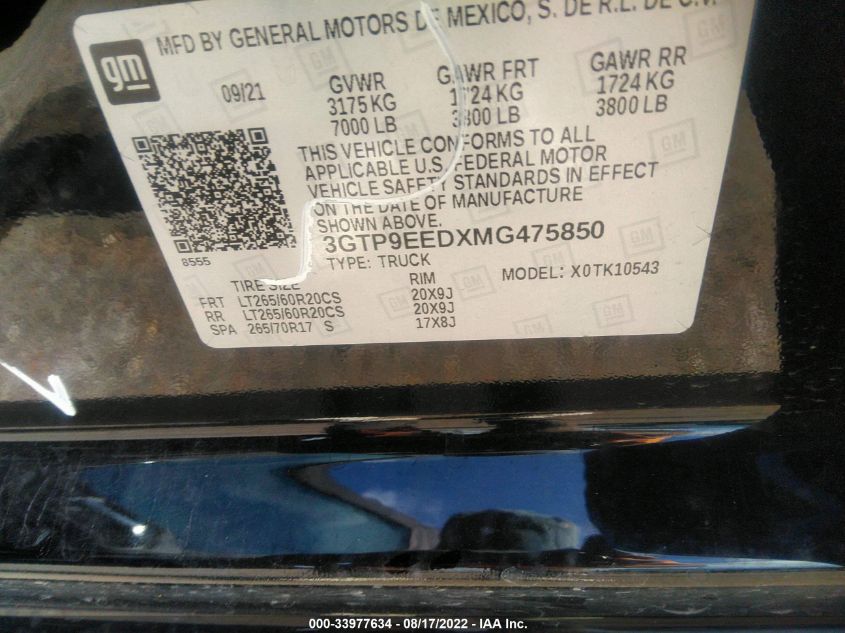 gm
MFD BY GENERAL MOTORS DE MEXICO, S. DE R.L. DE C.V.
09/21
GVWR GAWR FRT GAWR RR
3175 KG 1724 KG 1724 KG
7000 LB 3800 LB 3800 LB
THIS VEHICLE CONFORMS TO ALL
APPLICABLE U.S. FEDERAL MOTOR
VEHICLE SAFETY STANDARDS IN EFFECT
ON THE DATE OF MANUFACTURE
SHOWN ABOVE.
8555
3GTP9EEDXMG475850
TYPE: TRUCK MODEL: X0TK10543
TIRE SIZE RIM
FRT LT265/60R20CS 20X9J
RR LT265/60R20CS 20X9J
SPA 265/70R17 S 17X8J
000-33977634 - 08/17/2022 - IAA Inc.